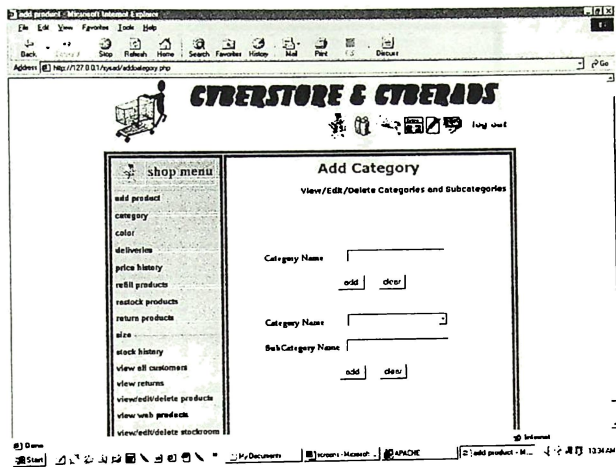 add product - Microsoft Internet Explorer
File Edit View Favorites Tools Help
Back Stop Refresh Home Search Favorites History Mail Print Discuss
Address http://127.0.0.1/sysad/addcategory.php Go
CYBERSTORE & CYBERADS
log out
shop menu
add product
category
color
deliveries
price history
refill products
restock products
return products
size
stock history
view all customers
view returns
view/edit/delete products
view web products
view/edit/delete stockroom
Add Category
View/Edit/Delete Categories and Subcategories
Category Name
add clear
Category Name
SubCategory Name
add clear
Done Internet
Start My Documents screens - Microsoft APACHE add product - M...